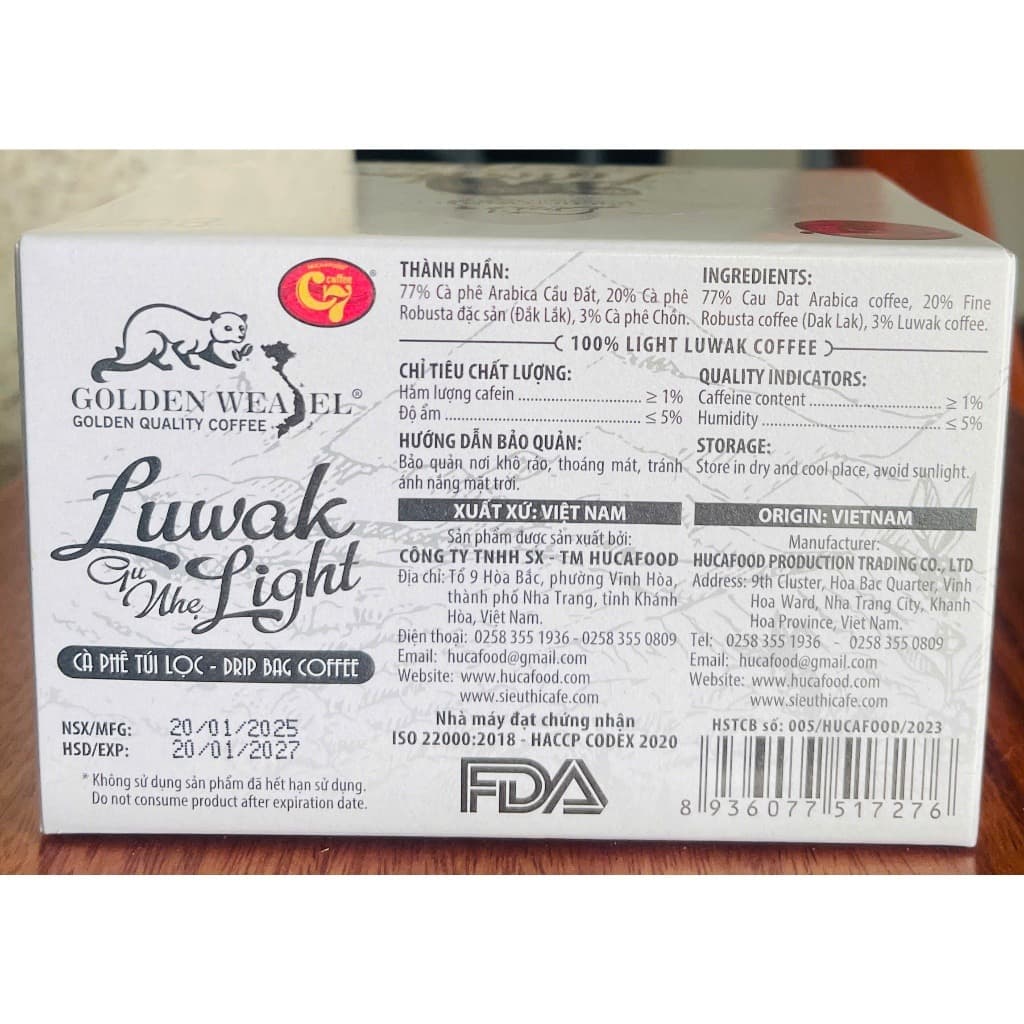 coffee
C7
®
GOLDEN WEASEL®
GOLDEN QUALITY COFFEE
Luwak
Gu Nhẹ Light
CÀ PHÊ TÚI LỌC - DRIP BAG COFFEE
NSX/MFG: 20/01/2025
HSD/EXP: 20/01/2027
* Không sử dụng sản phẩm đã hết hạn sử dụng.
Do not consume product after expiration date.
THÀNH PHẦN:
77% Cà phê Arabica Cầu Đất, 20% Cà phê
Robusta đặc sản (Đắk Lắk), 3% Cà phê Chồn.
INGREDIENTS:
77% Cau Dat Arabica coffee, 20% Fine
Robusta coffee (Dak Lak), 3% Luwak coffee.
100% LIGHT LUWAK COFFEE
CHỈ TIÊU CHẤT LƯỢNG:
Hàm lượng cafein ............................ ≥ 1%
Độ ẩm ............................................. ≤ 5%
HƯỚNG DẪN BẢO QUẢN:
Bảo quản nơi khô ráo, thoáng mát, tránh
ánh nắng mặt trời.
QUALITY INDICATORS:
Caffeine content ............................... ≥ 1%
Humidity ......................................... ≤ 5%
STORAGE:
Store in dry and cool place, avoid sunlight.
XUẤT XỨ: VIỆT NAM
Sản phẩm được sản xuất bởi:
CÔNG TY TNHH SX - TM HUCAFOOD
Địa chỉ: Tổ 9 Hòa Bắc, phường Vĩnh Hòa,
thành phố Nha Trang, tỉnh Khánh
Hòa, Việt Nam.
Điện thoại: 0258 355 1936 - 0258 355 0809
Email: hucafood@gmail.com
Website: www.hucafood.com
www.sieuthicafe.com
Nhà máy đạt chứng nhận
ISO 22000:2018 - HACCP CODEX 2020
FDA
ORIGIN: VIETNAM
Manufacturer:
HUCAFOOD PRODUCTION TRADING CO., LTD
Address: 9th Cluster, Hoa Bac Quarter, Vinh
Hoa Ward, Nha Trang City, Khanh
Hoa Province, Viet Nam.
Tel: 0258 355 1936 - 0258 355 0809
Email: hucafood@gmail.com
Website: www.hucafood.com
www.sieuthicafe.com
HSTCB số: 005/HUCAFOOD/2023
8 936077 517276